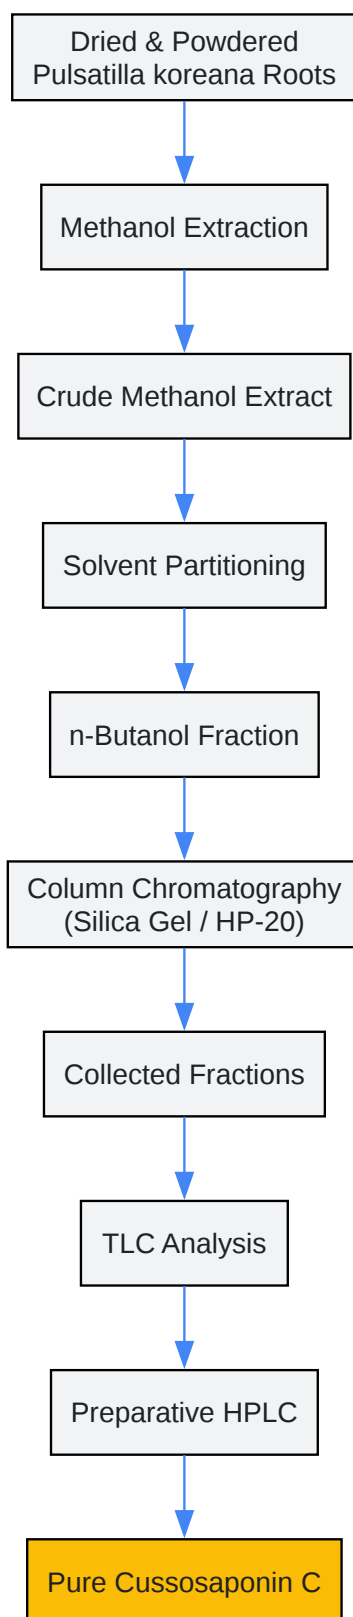 Dried & Powdered
Pulsatilla koreana Roots
Methanol Extraction
Crude Methanol Extract
Solvent Partitioning
n-Butanol Fraction
Column Chromatography
(Silica Gel / HP-20)
Collected Fractions
TLC Analysis
Preparative HPLC
Pure Cussosaponin C